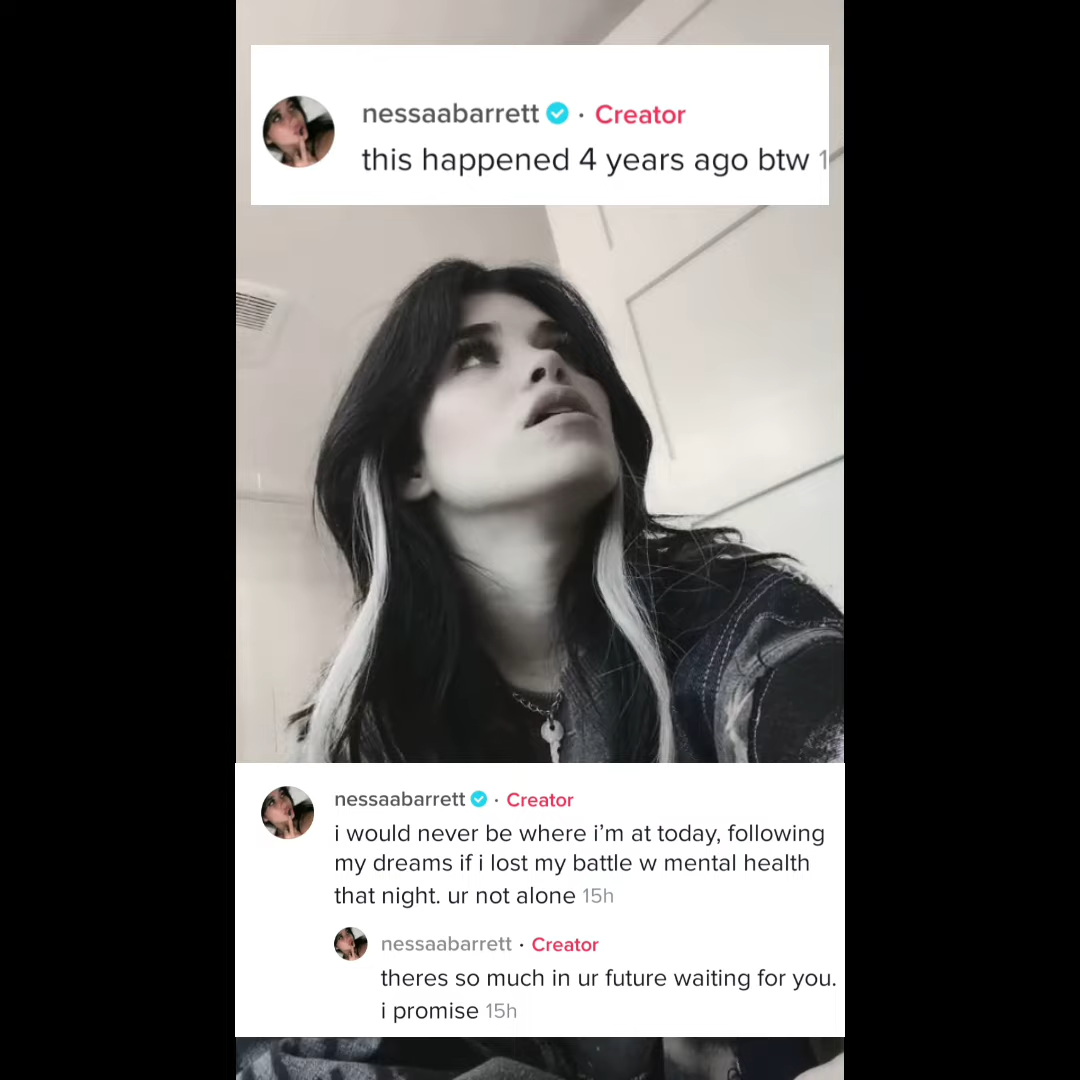 nessaabarrett · Creator
this happened 4 years ago btw
nessaabarrett · Creator
i would never be where i’m at today, following
my dreams if i lost my battle w mental health
that night. ur not alone 15h
nessaabarrett · Creator
theres so much in ur future waiting for you.
i promise 15h